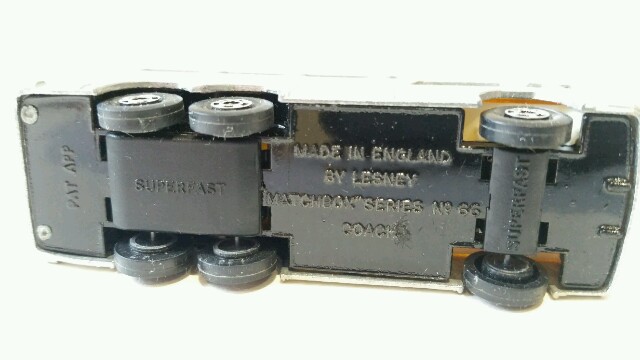 PAT APP
SUPERFAST
MADE IN ENGLAND
BY LESNEY
"MATCHBOX" SERIES Nº 66
COACH
SUPERFAST